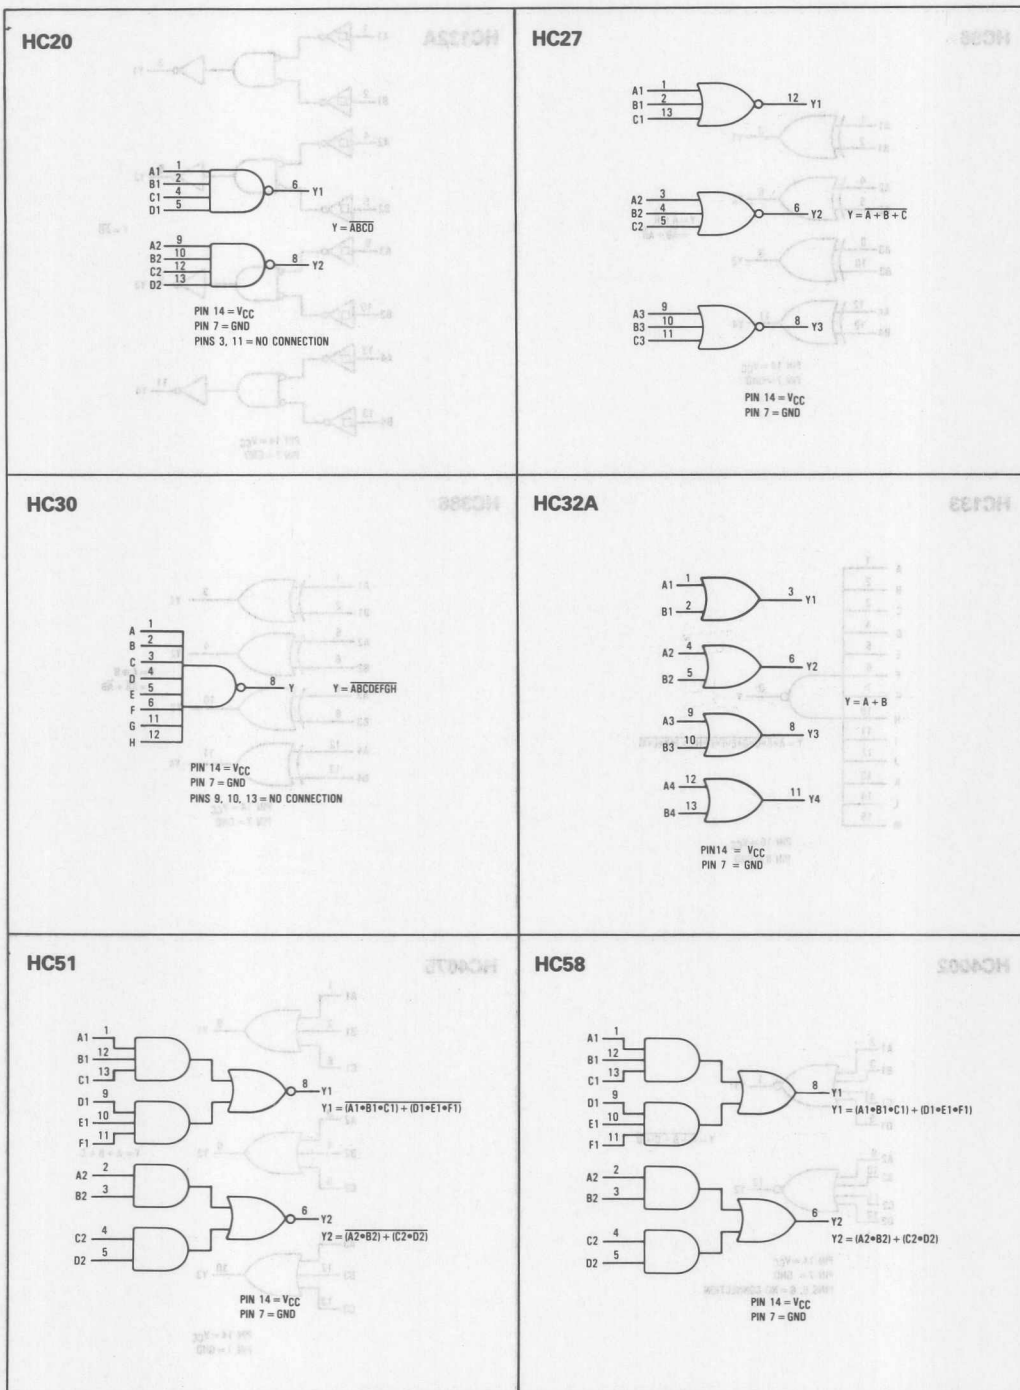 HC20
A1 1
B1 2
C1 4
D1 5
6 Y1
Y = A̅B̅C̅D̅
A2 9
B2 10
C2 12
D2 13
8 Y2
PIN 14 = VCC
PIN 7 = GND
PINS 3, 11 = NO CONNECTION
HC27
A1 1
B1 2
C1 13
12 Y1
A2 3
B2 4
C2 5
6 Y2 Y = A + B + C
A3 9
B3 10
C3 11
8 Y3
PIN 14 = VCC
PIN 7 = GND
HC30
A 1
B 2
C 3
D 4
E 5
F 6
G 11
H 12
8 Y Y = ABCDEFGH
PIN 14 = VCC
PIN 7 = GND
PINS 9, 10, 13 = NO CONNECTION
HC32A
A1 1
B1 2
3 Y1
A2 4
B2 5
6 Y2
Y = A + B
A3 9
B3 10
8 Y3
A4 12
B4 13
11 Y4
PIN14 = VCC
PIN 7 = GND
HC51
A1 1
B1 12
C1 13
D1 9
E1 10
F1 11
8 Y1
Y1 = (A1•B1•C1) + (D1•E1•F1)
A2 2
B2 3
C2 4
D2 5
6 Y2
Y2 = (A2•B2) + (C2•D2)
PIN 14 = VCC
PIN 7 = GND
HC58
A1 1
B1 12
C1 13
D1 9
E1 10
F1 11
8 Y1
Y1 = (A1•B1•C1) + (D1•E1•F1)
A2 2
B2 3
C2 4
D2 5
6 Y2
Y2 = (A2•B2) + (C2•D2)
PIN 14 = VCC
PIN 7 = GND